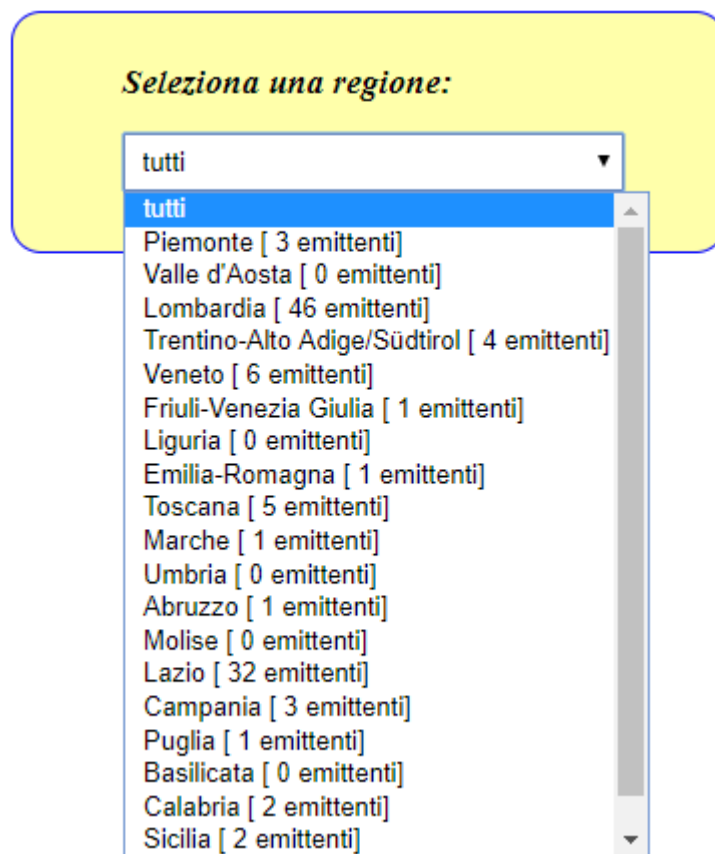 Seleziona una regione:
tutti
tutti
Piemonte [ 3 emittenti]
Valle d'Aosta [ 0 emittenti]
Lombardia [ 46 emittenti]
Trentino-Alto Adige/Südtirol [ 4 emittenti]
Veneto [ 6 emittenti]
Friuli-Venezia Giulia [ 1 emittenti]
Liguria [ 0 emittenti]
Emilia-Romagna [ 1 emittenti]
Toscana [ 5 emittenti]
Marche [ 1 emittenti]
Umbria [ 0 emittenti]
Abruzzo [ 1 emittenti]
Molise [ 0 emittenti]
Lazio [ 32 emittenti]
Campania [ 3 emittenti]
Puglia [ 1 emittenti]
Basilicata [ 0 emittenti]
Calabria [ 2 emittenti]
Sicilia [ 2 emittenti]